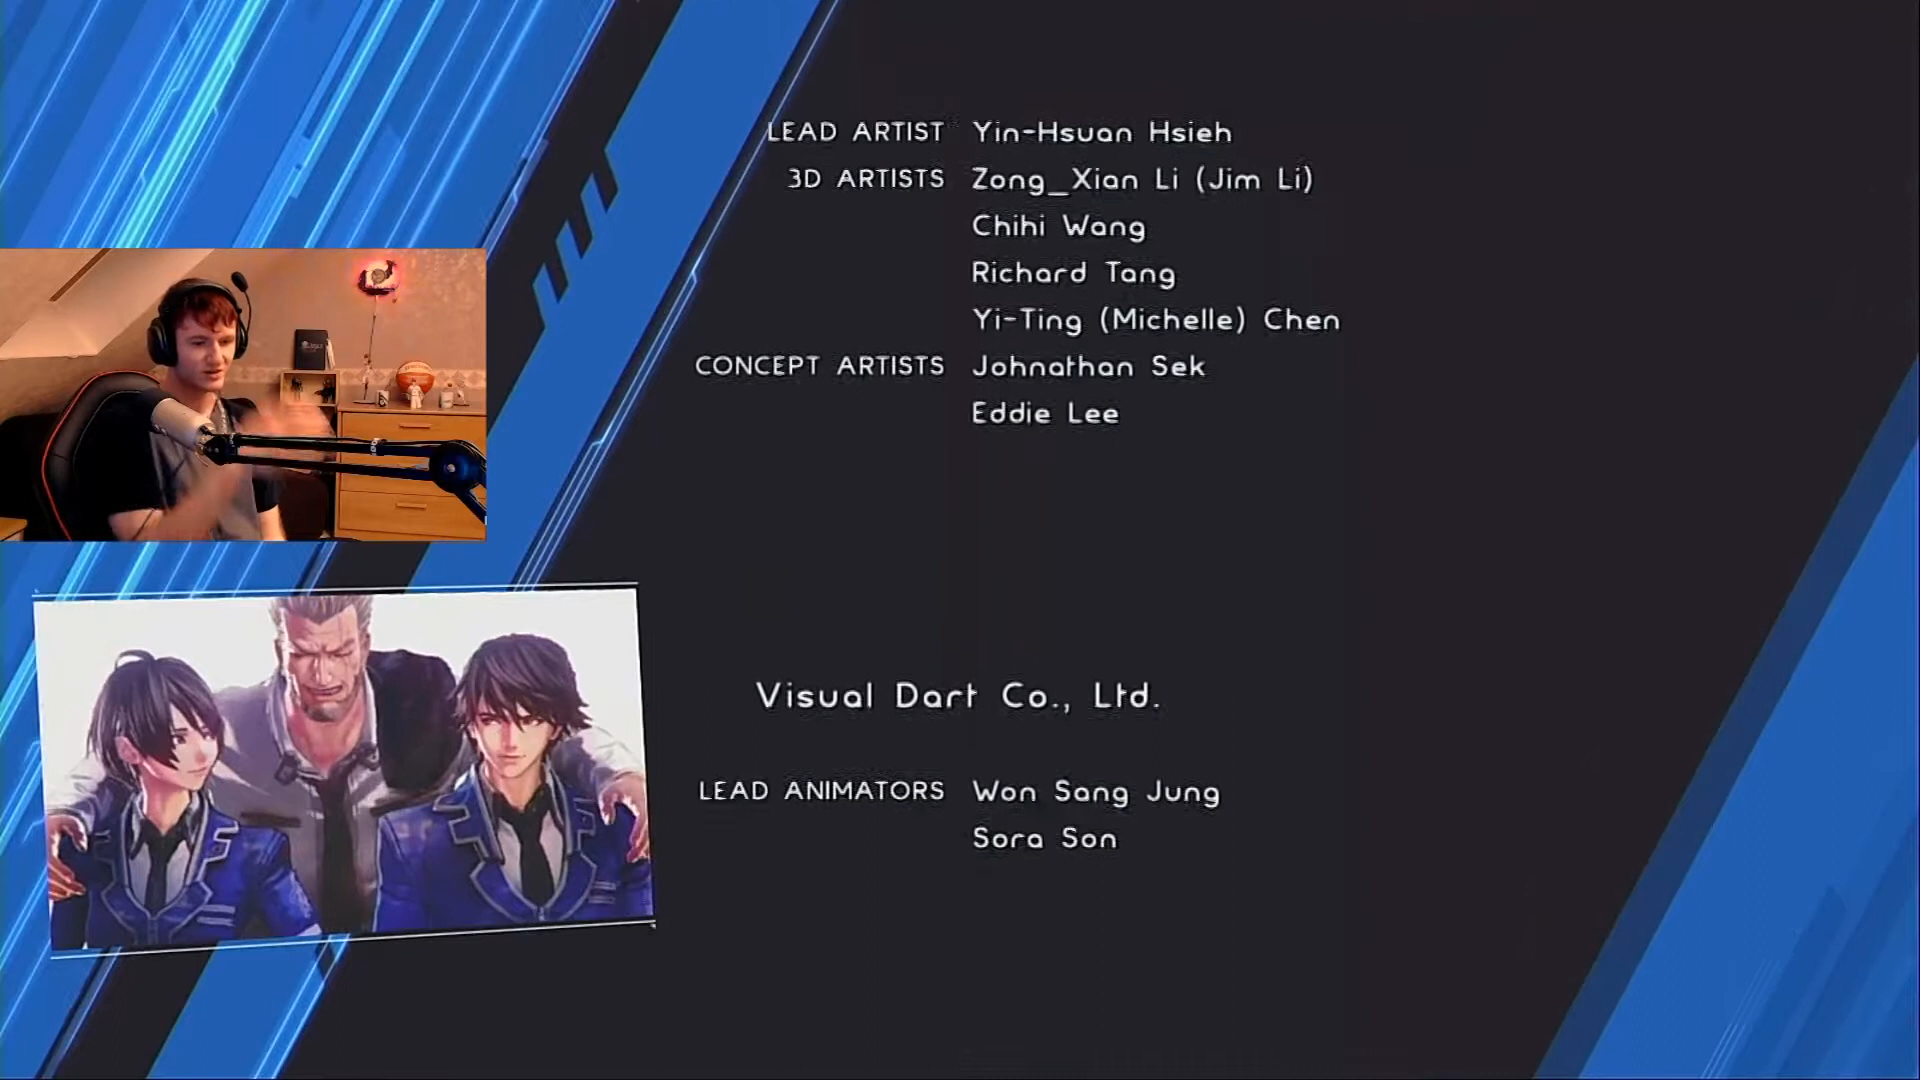 LEAD ARTIST Yin-Hsuan Hsieh
3D ARTISTS Zong_Xian Li (Jim Li)
Chihi Wang
Richard Tang
Yi-Ting (Michelle) Chen
CONCEPT ARTISTS Johnathan Sek
Eddie Lee
Visual Dart Co., Ltd.
LEAD ANIMATORS Won Sang Jung
Sora Son